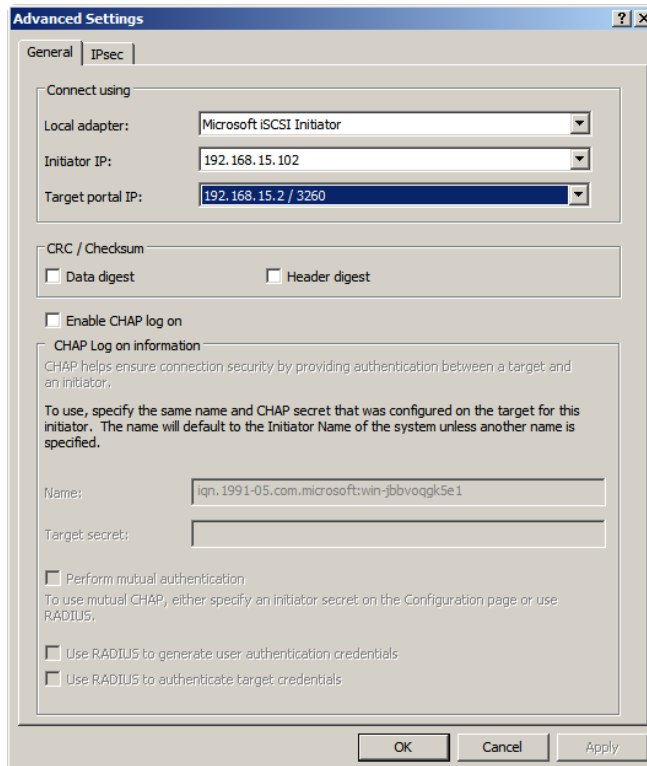 Advanced Settings
General
IPsec
Connect using
Local adapter:
Microsoft iSCSI Initiator
Initiator IP:
192.168.15.102
Target portal IP:
192.168.15.2 / 3260
CRC / Checksum
Data digest
Header digest
Enable CHAP log on
CHAP Log on information
CHAP helps ensure connection security by providing authentication between a target and
an initiator.
To use, specify the same name and CHAP secret that was configured on the target for this
initiator. The name will default to the Initiator Name of the system unless another name is
specified.
Name:
iqn.1991-05.com.microsoft:win-jbbvoqgk5e1
Target secret:
Perform mutual authentication
To use mutual CHAP, either specify an initiator secret on the Configuration page or use
RADIUS.
Use RADIUS to generate user authentication credentials
Use RADIUS to authenticate target credentials
OK
Cancel
Apply